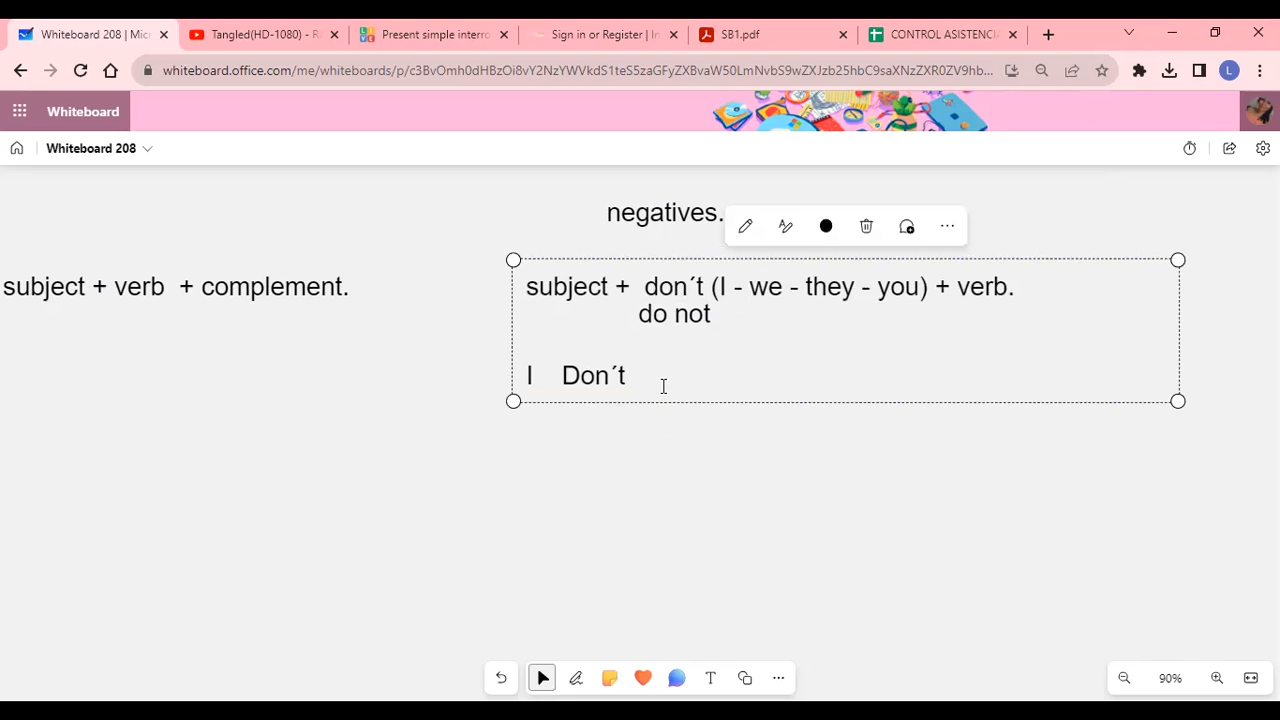 Whiteboard 208 | Mic
Tangled(HD-1080) - R
Present simple interro
Sign in or Register | In
SB1.pdf
CONTROL ASISTENCIA
whiteboard.office.com/me/whiteboards/p/c3BvOmh0dHBzOi8vY2NzYWVkdS1teS5zaGFyZXBvaW50LmNvbS9wZXJzb25hbC9saXNzZXR0ZV9hb...
L
Whiteboard
Whiteboard 208
negatives.
subject + verb + complement.
subject + don´t (I - we - they - you) + verb.
do not
I Don´t
90%